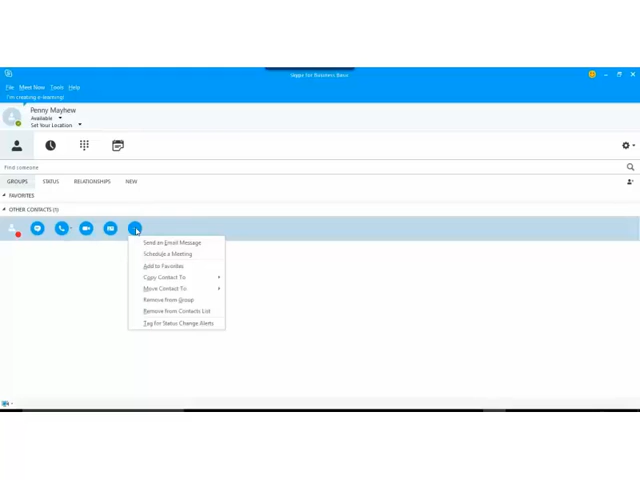 Skype for Business Basic
File Meet Now Tools Help
I'm creating e-learning!
Penny Mayhew
Available
Set Your Location
Find someone
GROUPS STATUS RELATIONSHIPS NEW
FAVORITES
OTHER CONTACTS (1)
Send an Email Message
Schedule a Meeting
Add to Favorites
Copy Contact To
Move Contact To
Remove from Group
Remove from Contacts List
Tag for Status Change Alerts